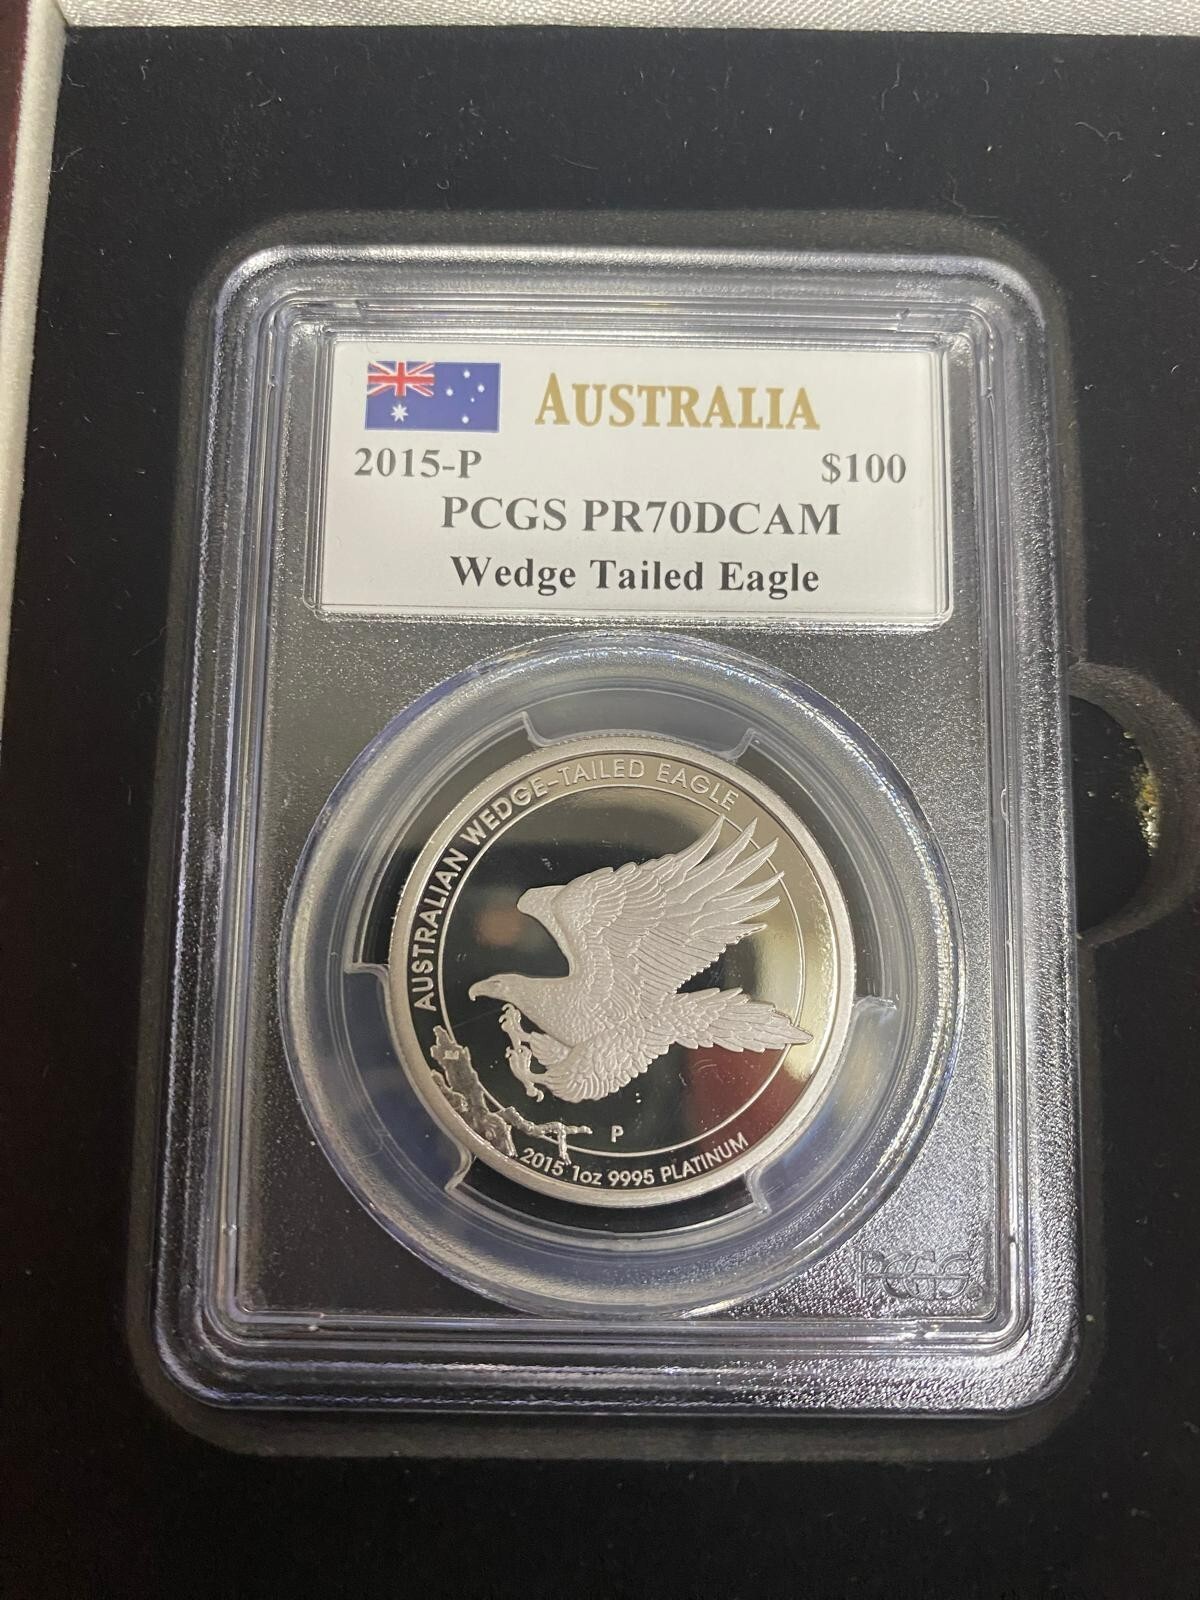 AUSTRALIA
2015-P $100
PCGS PR70DCAM
Wedge Tailed Eagle
AUSTRALIAN WEDGE-TAILED EAGLE
P
2015 1oz 9995 PLATINUM
PCGS